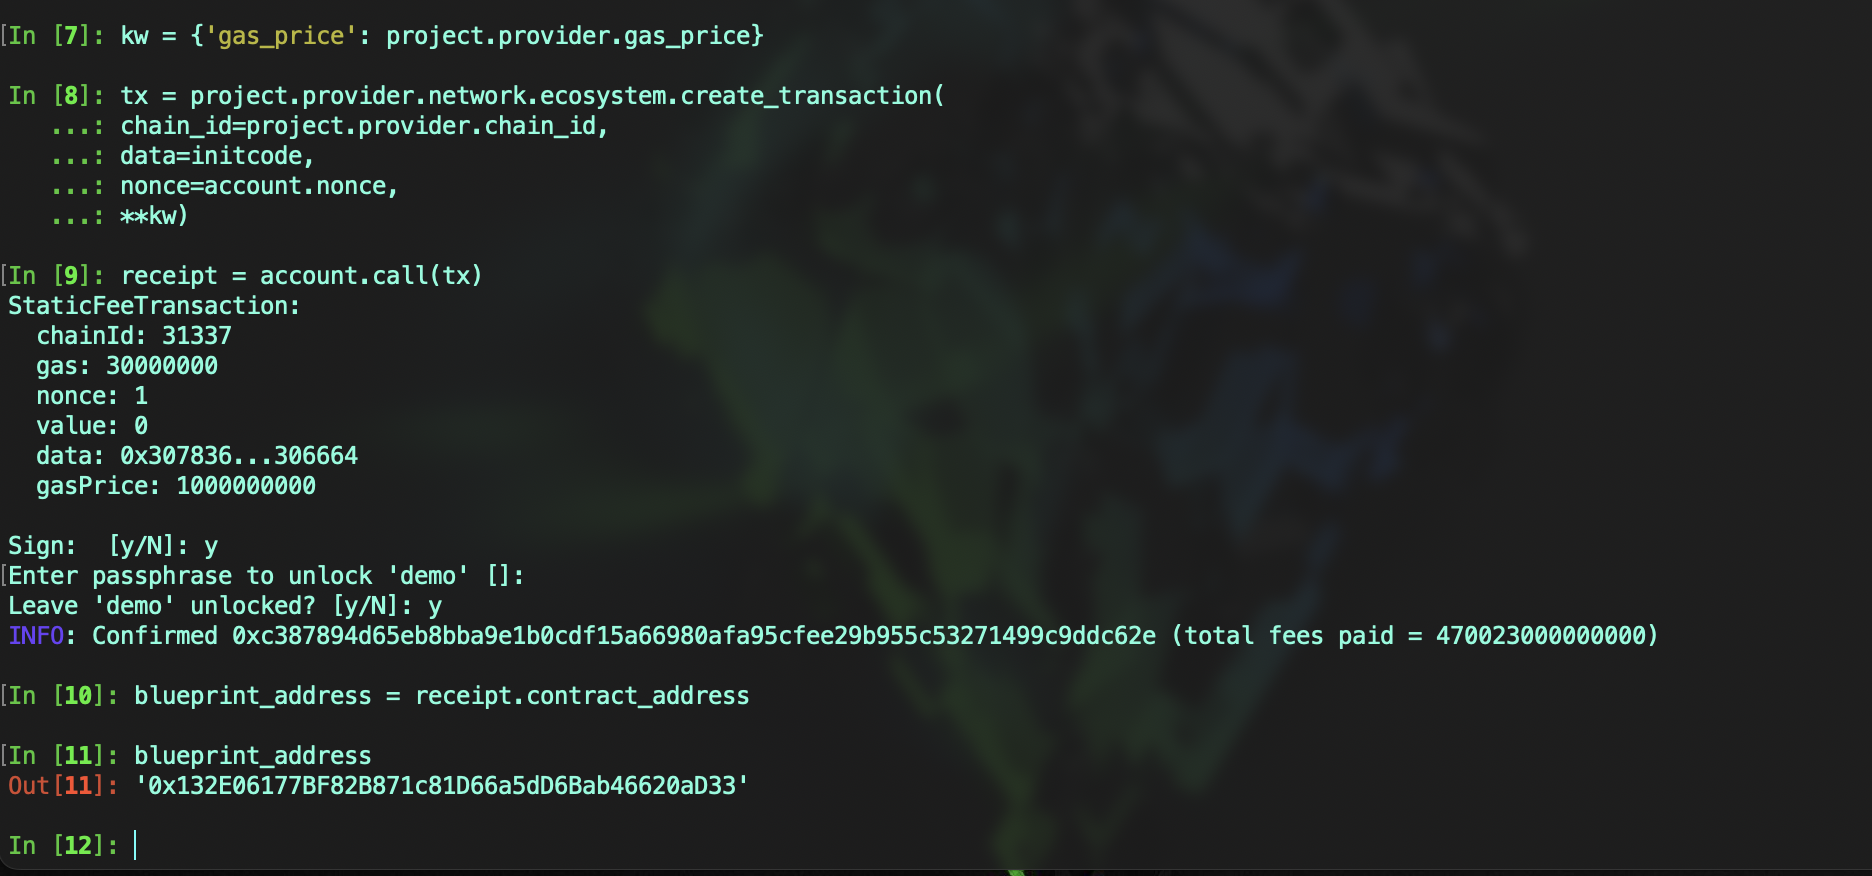 [In [7]: kw = {'gas_price': project.provider.gas_price}
In [8]: tx = project.provider.network.ecosystem.create_transaction(
...: chain_id=project.provider.chain_id,
...: data=initcode,
...: nonce=account.nonce,
...: **kw)
[In [9]: receipt = account.call(tx)
StaticFeeTransaction:
chainId: 31337
gas: 30000000
nonce: 1
value: 0
data: 0x307836...306664
gasPrice: 1000000000
Sign:  [y/N]: y
[Enter passphrase to unlock 'demo' []:
Leave 'demo' unlocked? [y/N]: y
INFO: Confirmed 0xc387894d65eb8bba9e1b0cdf15a66980afa95cfee29b955c53271499c9ddc62e (total fees paid = 470023000000000)
[In [10]: blueprint_address = receipt.contract_address
[In [11]: blueprint_address
Out[11]: '0x132E06177BF82B871c81D66a5dD6Bab46620aD33'
In [12]: